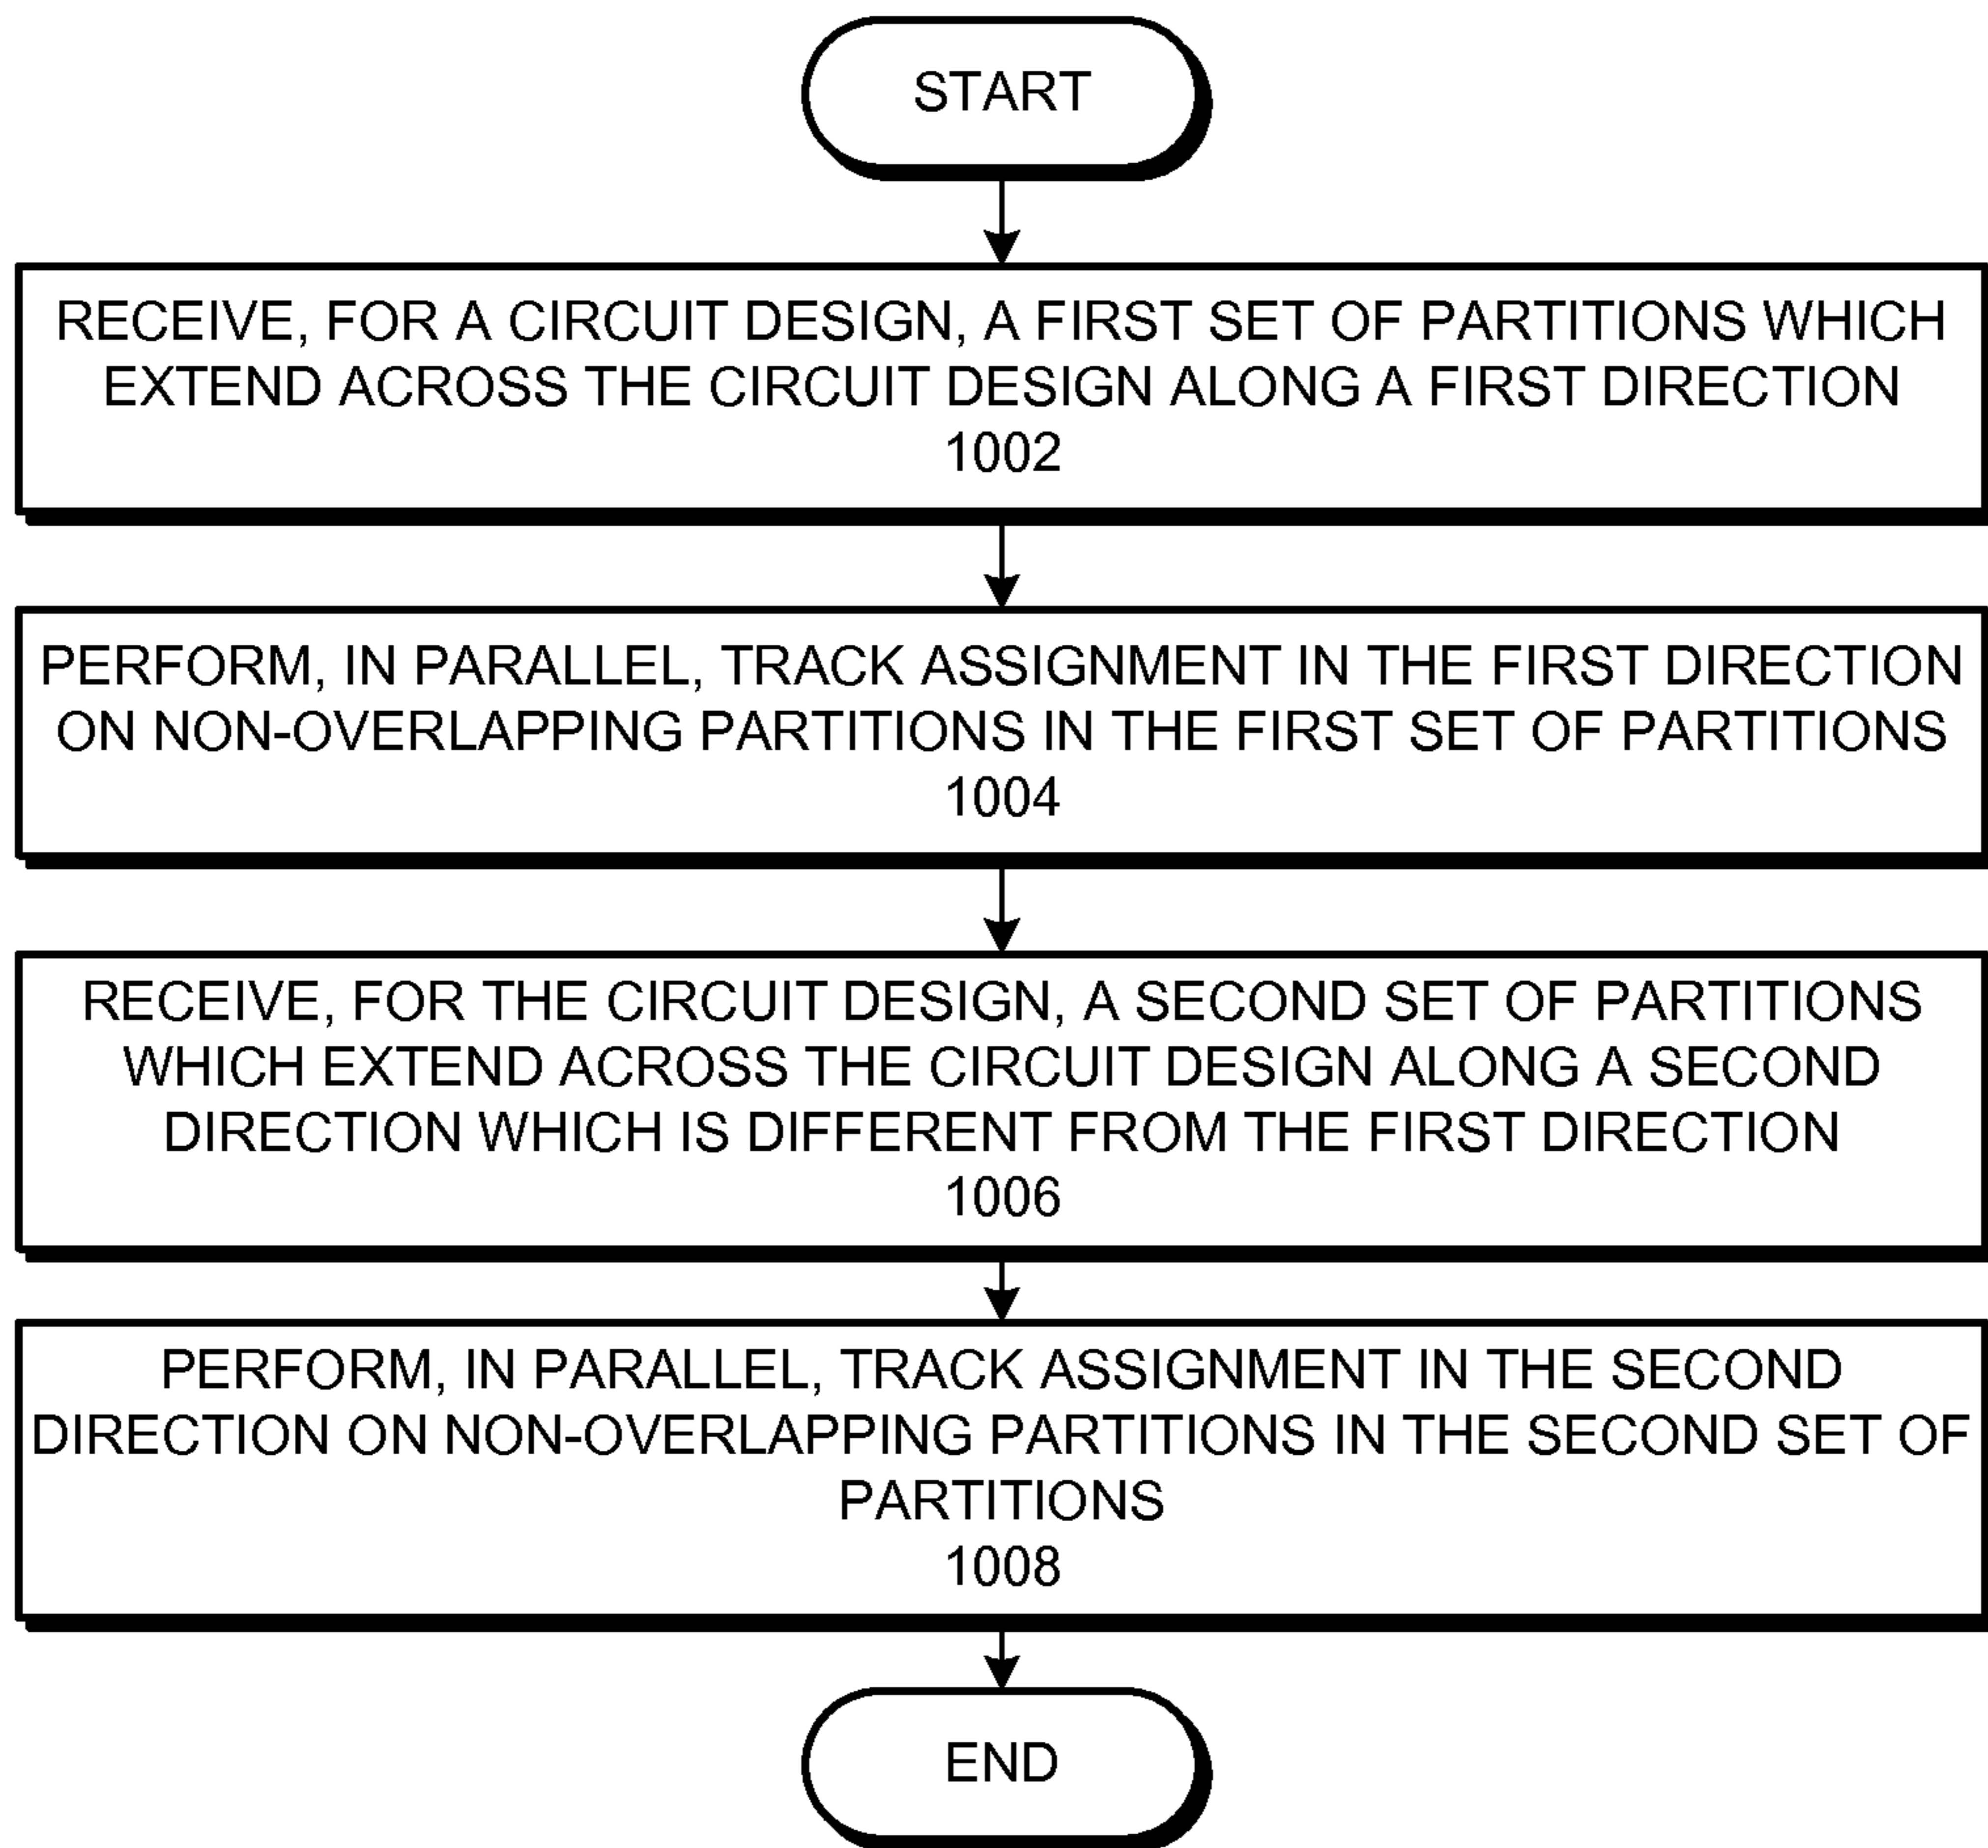 START
RECEIVE, FOR A CIRCUIT DESIGN, A FIRST SET OF PARTITIONS WHICH
EXTEND ACROSS THE CIRCUIT DESIGN ALONG A FIRST DIRECTION
1002
PERFORM, IN PARALLEL, TRACK ASSIGNMENT IN THE FIRST DIRECTION
ON NON-OVERLAPPING PARTITIONS IN THE FIRST SET OF PARTITIONS
1004
RECEIVE, FOR THE CIRCUIT DESIGN, A SECOND SET OF PARTITIONS
WHICH EXTEND ACROSS THE CIRCUIT DESIGN ALONG A SECOND
DIRECTION WHICH IS DIFFERENT FROM THE FIRST DIRECTION
1006
PERFORM, IN PARALLEL, TRACK ASSIGNMENT IN THE SECOND
DIRECTION ON NON-OVERLAPPING PARTITIONS IN THE SECOND SET OF
PARTITIONS
1008
END